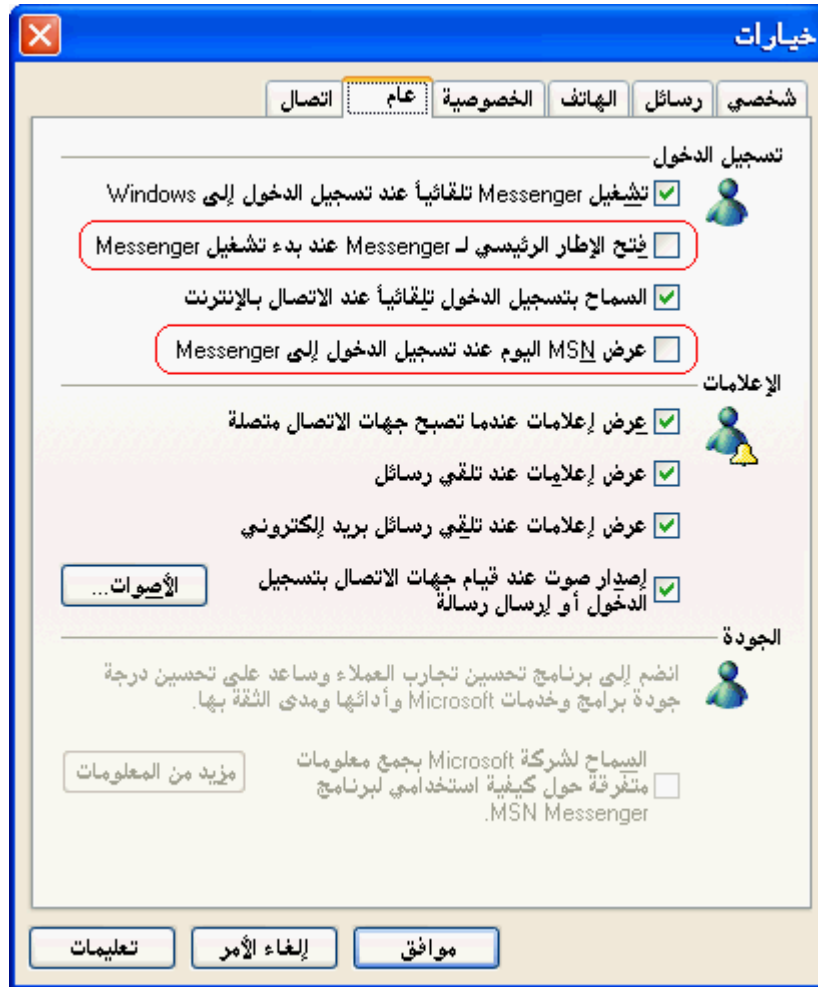 خيارات
شخصي
رسائل
الهاتف
الخصوصية
عام
اتصال
تسجيل الدخول
تشغيل Messenger تلقائياً عند تسجيل الدخول إلى Windows
فتح الإطار الرئيسي لـ Messenger عند بدء تشغيل Messenger
السماح بتسجيل الدخول تلقائياً عند الاتصال بالإنترنت
عرض MSN اليوم عند تسجيل الدخول إلى Messenger
الإعلامات
عرض إعلامات عندما تصبح جهات الاتصال متصلة
عرض إعلامات عند تلقي رسائل
عرض إعلامات عند تلقي رسائل بريد إلكتروني
إصدار صوت عند قيام جهات الاتصال بتسجيل
الدخول أو إرسال رسالة
الأصوات...
الجودة
انضم إلى برنامج تحسين تجارب العملاء وساعد على تحسين درجة
جودة برامج وخدمات Microsoft وأدائها ومدى الثقة بها.
السماح لشركة Microsoft بجمع معلومات
متفرقة حول كيفية استخدامي لبرنامج
MSN Messenger.
مزيد من المعلومات
موافق
إلغاء الأمر
تعليمات